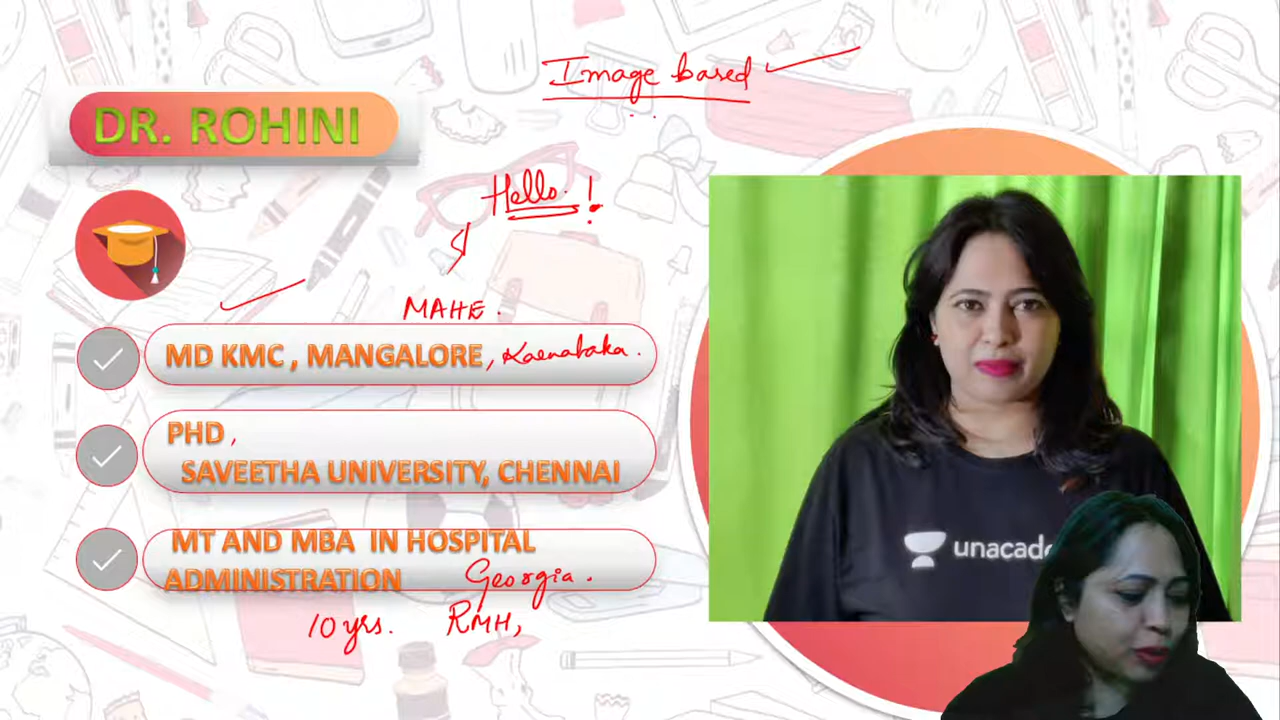 Image based
DR. ROHINI
Hello!
MAHE.
MD KMC, MANGALORE, Karnataka.
PHD,
SAVEETHA UNIVERSITY, CHENNAI
MT AND MBA IN HOSPITAL
ADMINISTRATION Georgia.
10 yrs. RMH,
unacade